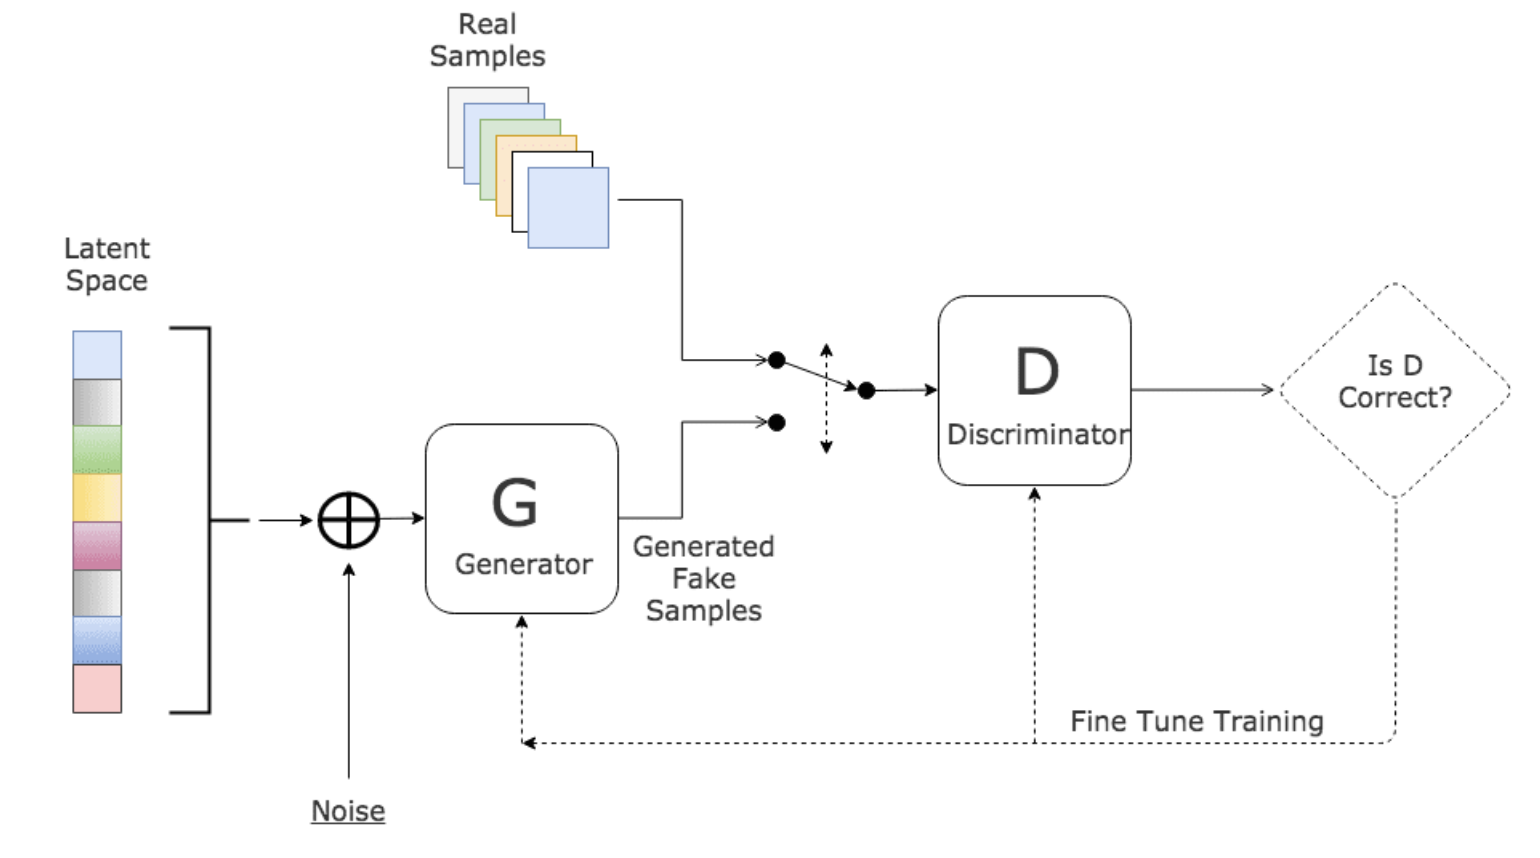 Real
Samples
Latent
Space
Is D
Correct?
D
Discriminator
G
Generator
Generated
Fake
Samples
Fine Tune Training
Noise